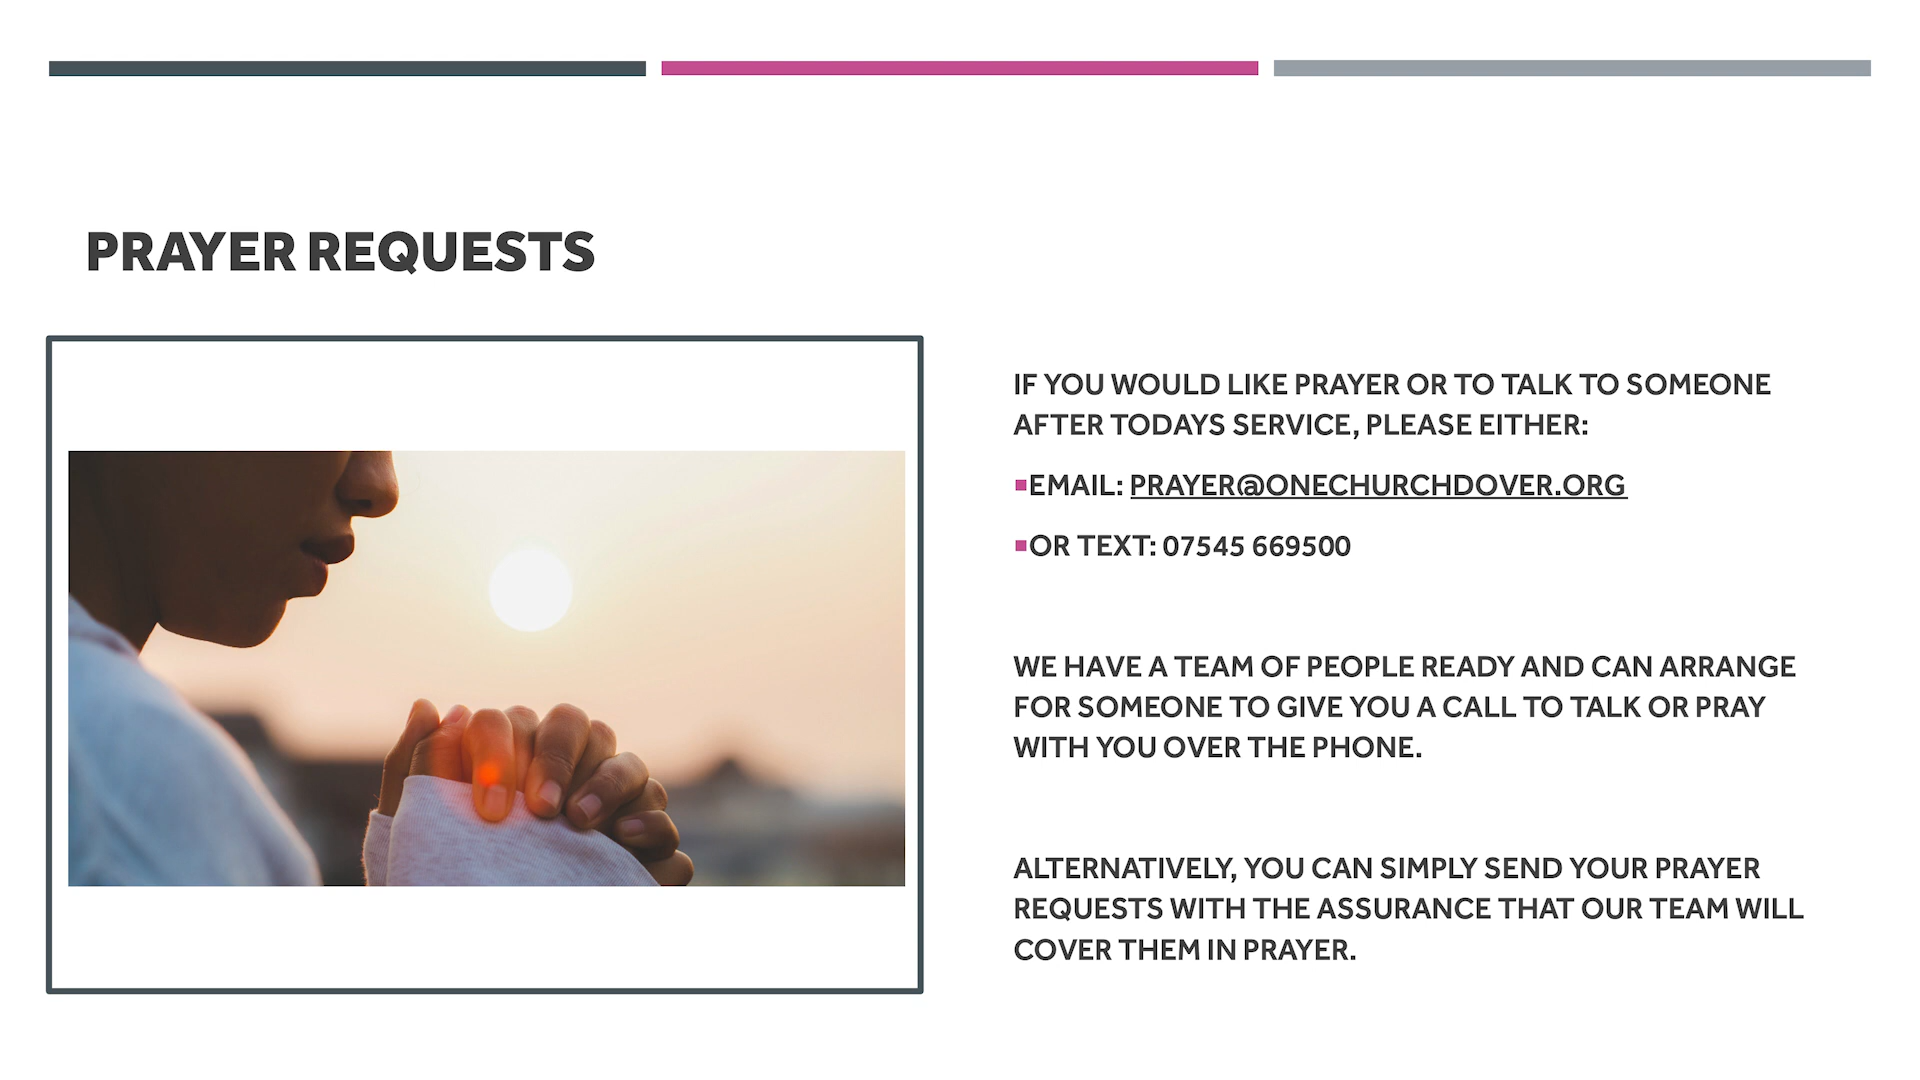 PRAYER REQUESTS
IF YOU WOULD LIKE PRAYER OR TO TALK TO SOMEONE
AFTER TODAYS SERVICE, PLEASE EITHER:
▪EMAIL: PRAYER@ONECHURCHDOVER.ORG
▪OR TEXT: 07545 669500
WE HAVE A TEAM OF PEOPLE READY AND CAN ARRANGE
FOR SOMEONE TO GIVE YOU A CALL TO TALK OR PRAY
WITH YOU OVER THE PHONE.
ALTERNATIVELY, YOU CAN SIMPLY SEND YOUR PRAYER
REQUESTS WITH THE ASSURANCE THAT OUR TEAM WILL
COVER THEM IN PRAYER.